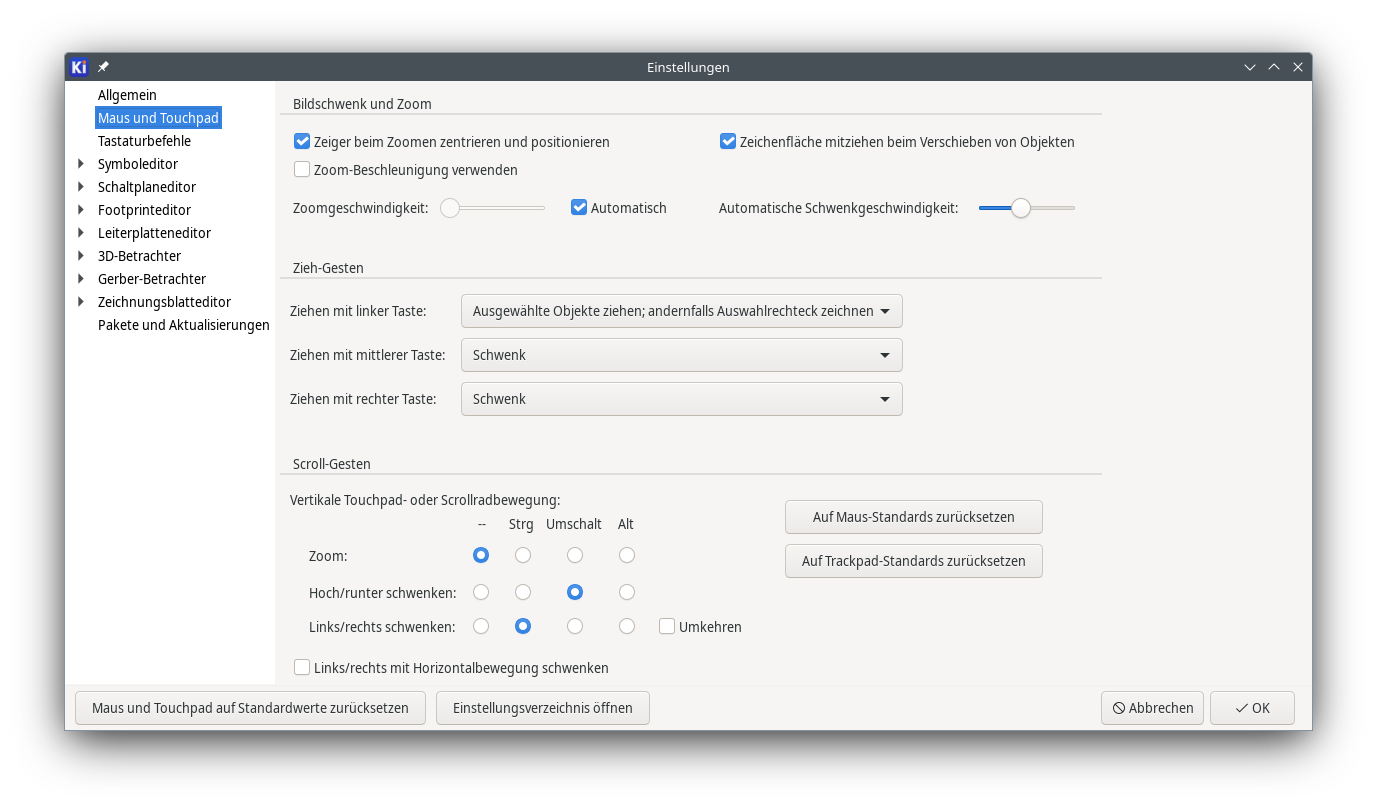 Ki
Einstellungen
Allgemein
Maus und Touchpad
Tastaturbefehle
Symboleditor
Schaltplaneditor
Footprinteditor
Leiterplatteneditor
3D-Betrachter
Gerber-Betrachter
Zeichnungsblatteditor
Pakete und Aktualisierungen
Bildschwenk und Zoom
Zeiger beim Zoomen zentrieren und positionieren
Zeichenfläche mitziehen beim Verschieben von Objekten
Zoom-Beschleunigung verwenden
Zoomgeschwindigkeit:
Automatisch
Automatische Schwenkgeschwindigkeit:
Zieh-Gesten
Ziehen mit linker Taste:
Ausgewählte Objekte ziehen; andernfalls Auswahlrechteck zeichnen
Ziehen mit mittlerer Taste:
Schwenk
Ziehen mit rechter Taste:
Schwenk
Scroll-Gesten
Vertikale Touchpad- oder Scrollradbewegung:
-- Strg Umschalt Alt
Zoom:
Hoch/runter schwenken:
Links/rechts schwenken:
Umkehren
Links/rechts mit Horizontalbewegung schwenken
Auf Maus-Standards zurücksetzen
Auf Trackpad-Standards zurücksetzen
Maus und Touchpad auf Standardwerte zurücksetzen
Einstellungsverzeichnis öffnen
Abbrechen
OK